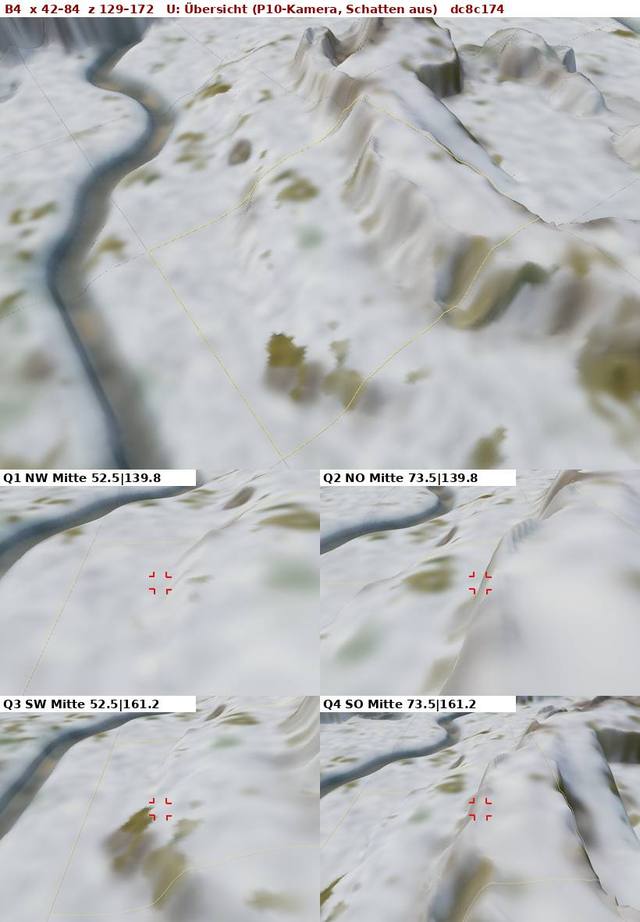 B4 x 42–84 z 129–172 U: Übersicht (P10-Kamera, Schatten aus) dc8c174
Q1 NW Mitte 52.5|139.8
Q2 NO Mitte 73.5|139.8
Q3 SW Mitte 52.5|161.2
Q4 SO Mitte 73.5|161.2